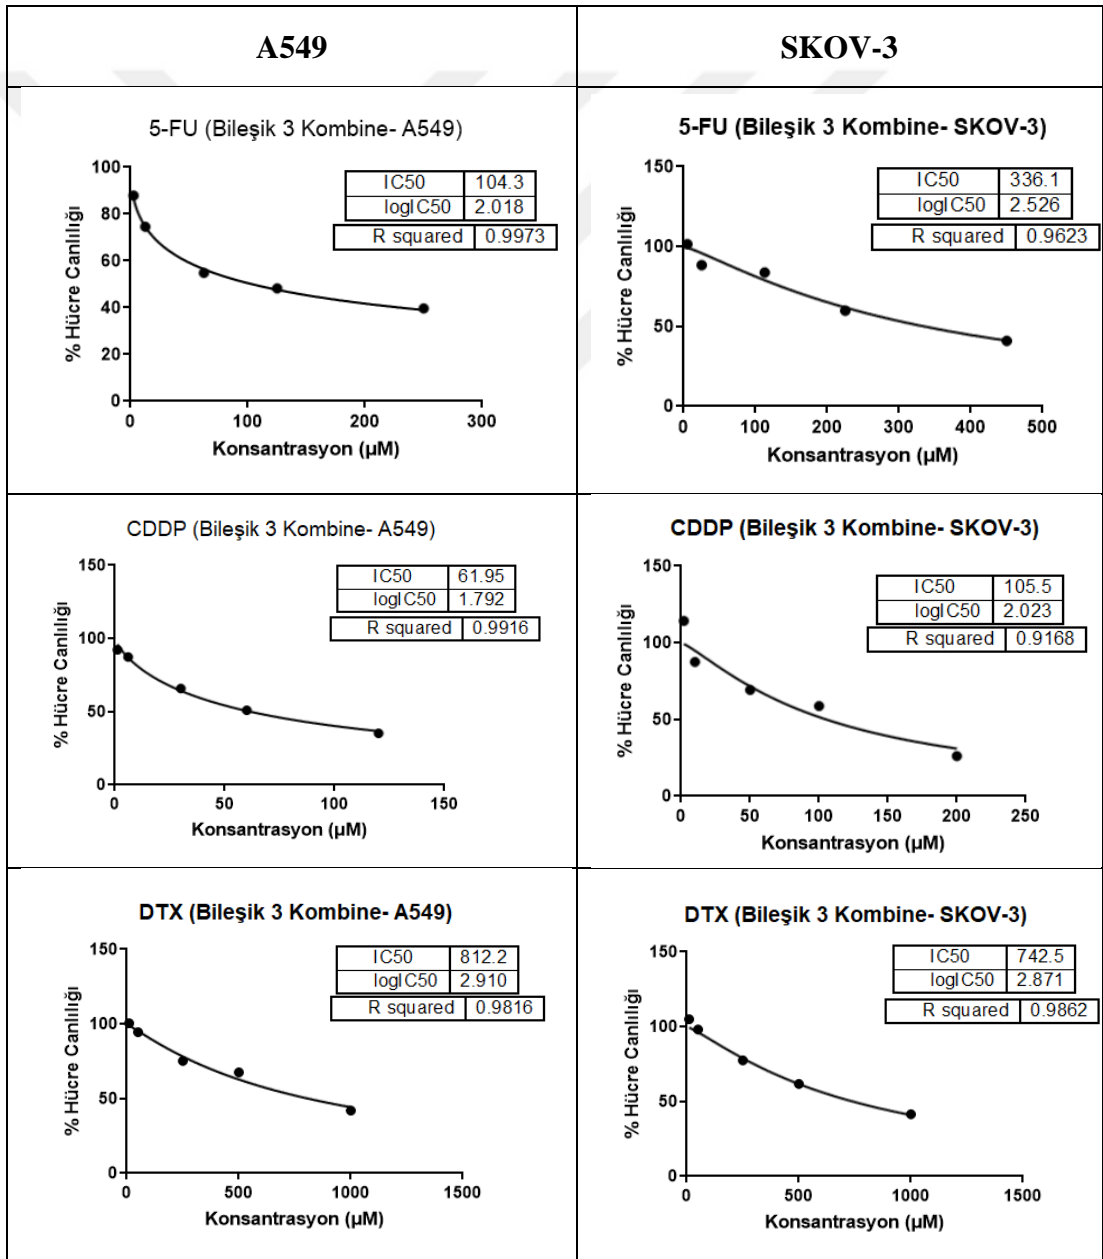 A549
SKOV-3
5-FU (Bileşik 3 Kombine- A549)
IC50 104.3
logIC50 2.018
R squared 0.9973
% Hücre Canlılığı
100
80
60
40
20
0
0 100 200 300
Konsantrasyon (µM)
5-FU (Bileşik 3 Kombine- SKOV-3)
IC50 336.1
logIC50 2.526
R squared 0.9623
% Hücre Canlılığı
150
100
50
0
0 100 200 300 400 500
Konsantrasyon (µM)
CDDP (Bileşik 3 Kombine- A549)
IC50 61.95
logIC50 1.792
R squared 0.9916
% Hücre Canlılığı
150
100
50
0
0 50 100 150
Konsantrasyon (µM)
CDDP (Bileşik 3 Kombine- SKOV-3)
IC50 105.5
logIC50 2.023
R squared 0.9168
% Hücre Canlılığı
150
100
50
0
0 50 100 150 200 250
Konsantrasyon (µM)
DTX (Bileşik 3 Kombine- A549)
IC50 812.2
logIC50 2.910
R squared 0.9816
% Hücre Canlılığı
150
100
50
0
0 500 1000 1500
Konsantrasyon (µM)
DTX (Bileşik 3 Kombine- SKOV-3)
IC50 742.5
logIC50 2.871
R squared 0.9862
% Hücre Canlılığı
150
100
50
0
0 500 1000 1500
Konsantrasyon (µM)